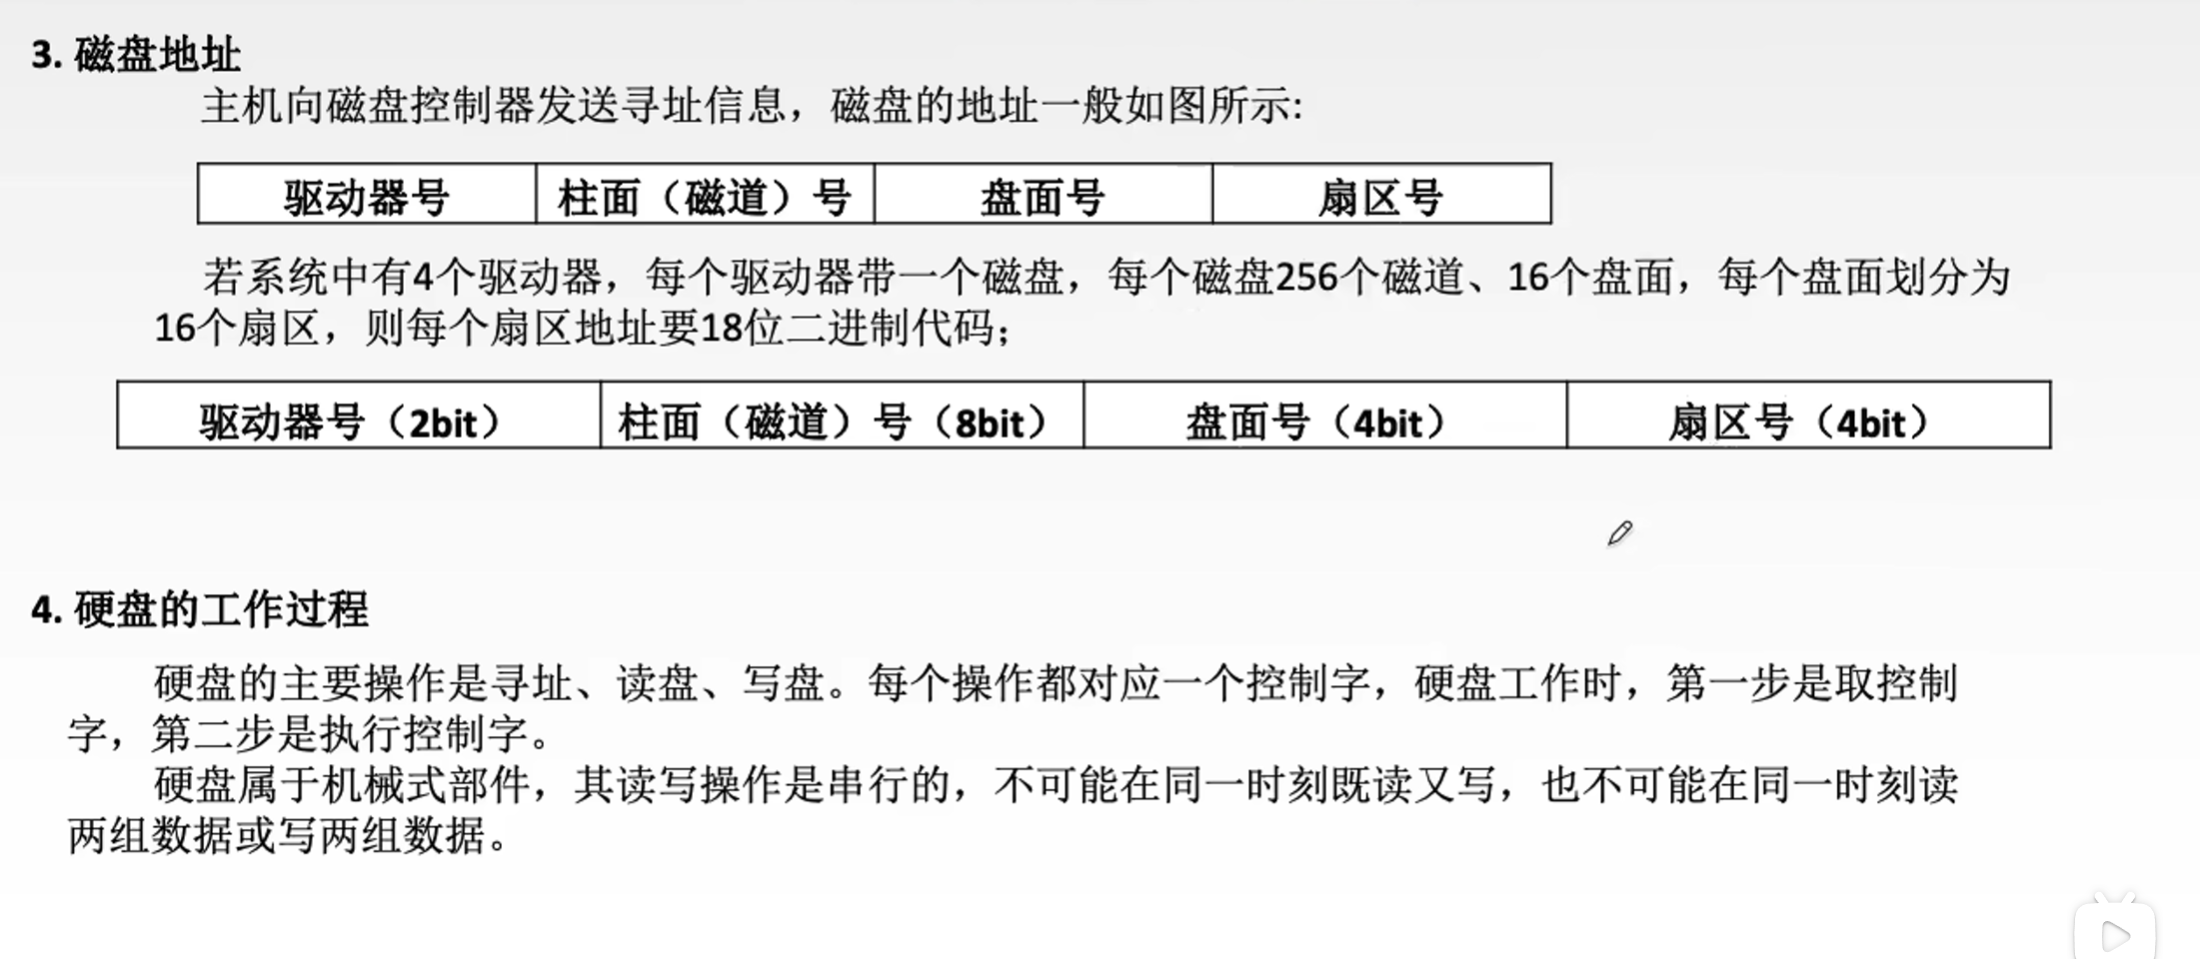 3. 磁盘地址
主机向磁盘控制器发送寻址信息，磁盘的地址一般如图所示:
驱动器号 柱面（磁道）号 盘面号 扇区号
若系统中有4个驱动器，每个驱动器带一个磁盘，每个磁盘256个磁道、16个盘面，每个盘面划分为
16个扇区，则每个扇区地址要18位二进制代码；
驱动器号（2bit） 柱面（磁道）号（8bit） 盘面号（4bit） 扇区号（4bit）
4. 硬盘的工作过程
硬盘的主要操作是寻址、读盘、写盘。每个操作都对应一个控制字，硬盘工作时，第一步是取控制
字，第二步是执行控制字。
硬盘属于机械式部件，其读写操作是串行的，不可能在同一时刻既读又写，也不可能在同一时刻读
两组数据或写两组数据。